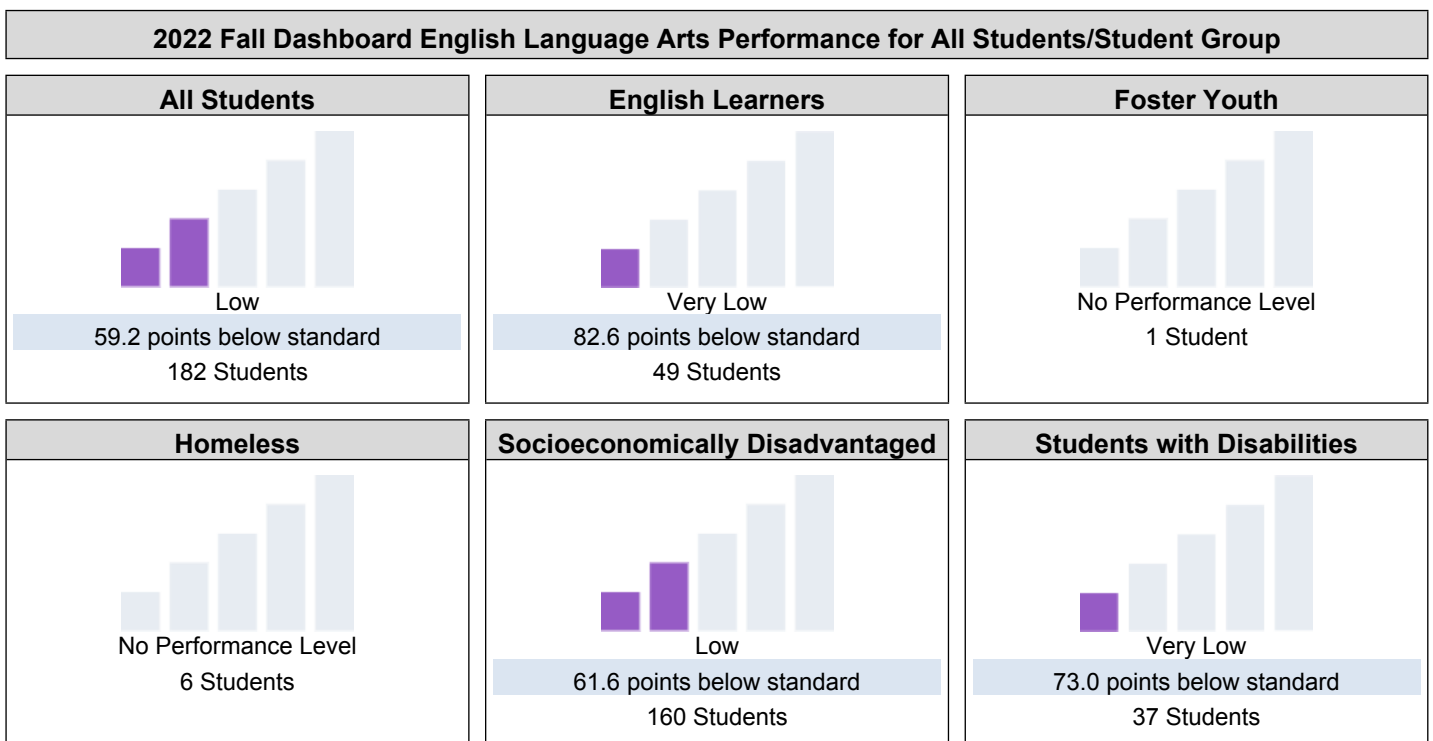 2022 Fall Dashboard English Language Arts Performance for All Students/Student Group
All Students
Low
59.2 points below standard
182 Students
English Learners
Very Low
82.6 points below standard
49 Students
Foster Youth
No Performance Level
1 Student
Homeless
No Performance Level
6 Students
Socioeconomically Disadvantaged
Low
61.6 points below standard
160 Students
Students with Disabilities
Very Low
73.0 points below standard
37 Students